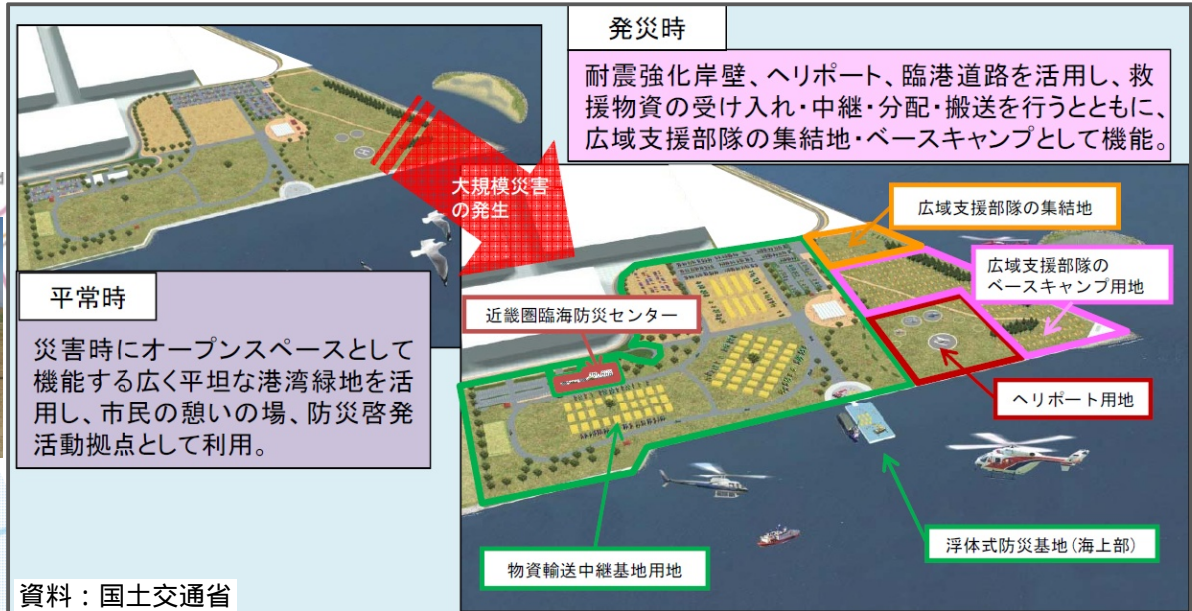 発災時
耐震強化岸壁、ヘリポート、臨港道路を活用し、救
援物資の受け入れ・中継・分配・搬送を行うとともに、
広域支援部隊の集結地・ベースキャンプとして機能。
大規模災害
の発生
平常時
災害時にオープンスペースとして
機能する広く平坦な港湾緑地を活
用し、市民の憩いの場、防災啓発
活動拠点として利用。
広域支援部隊の集結地
広域支援部隊の
ベースキャンプ用地
近畿圏臨海防災センター
ヘリポート用地
浮体式防災基地(海上部)
物資輸送中継基地用地
資料:国土交通省